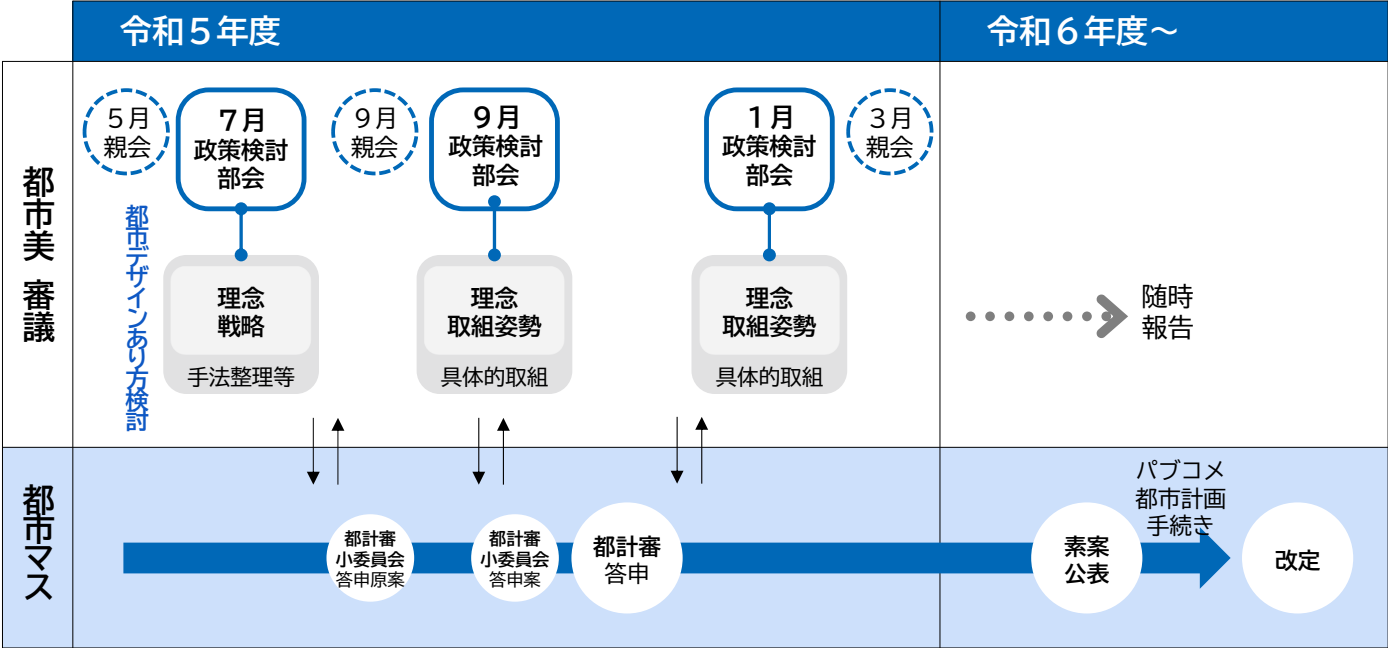 令和５年度
令和６年度～
都市美 審議
５月
親会
７月
政策検討
部会
９月
親会
９月
政策検討
部会
１月
政策検討
部会
３月
親会
都市デザインあり方検討
理念
戦略
手法整理等
理念
取組姿勢
具体的取組
理念
取組姿勢
具体的取組
随時
報告
都市マス
都計審
小委員会
答申原案
都計審
小委員会
答申案
都計審
答申
素案
公表
パブコメ
都市計画
手続き
改定